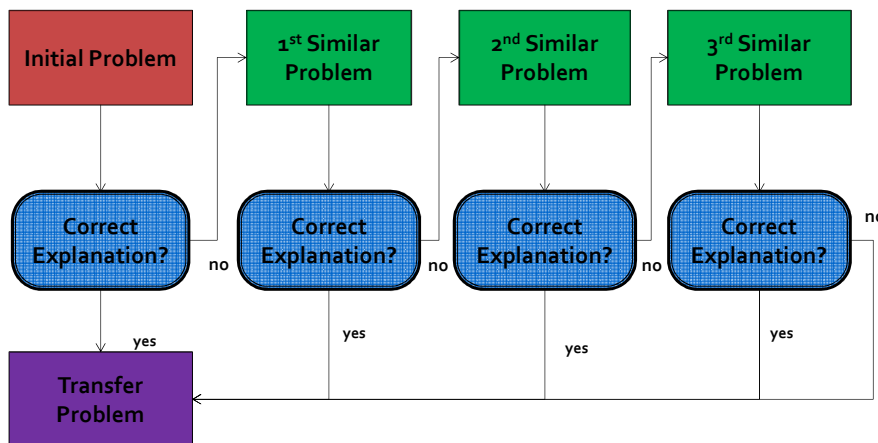 Initial Problem
1st Similar
Problem
2nd Similar
Problem
3rd Similar
Problem
Correct
Explanation?
no
Correct
Explanation?
no
Correct
Explanation?
no
Correct
Explanation?
no
yes
yes
yes
yes
Transfer
Problem